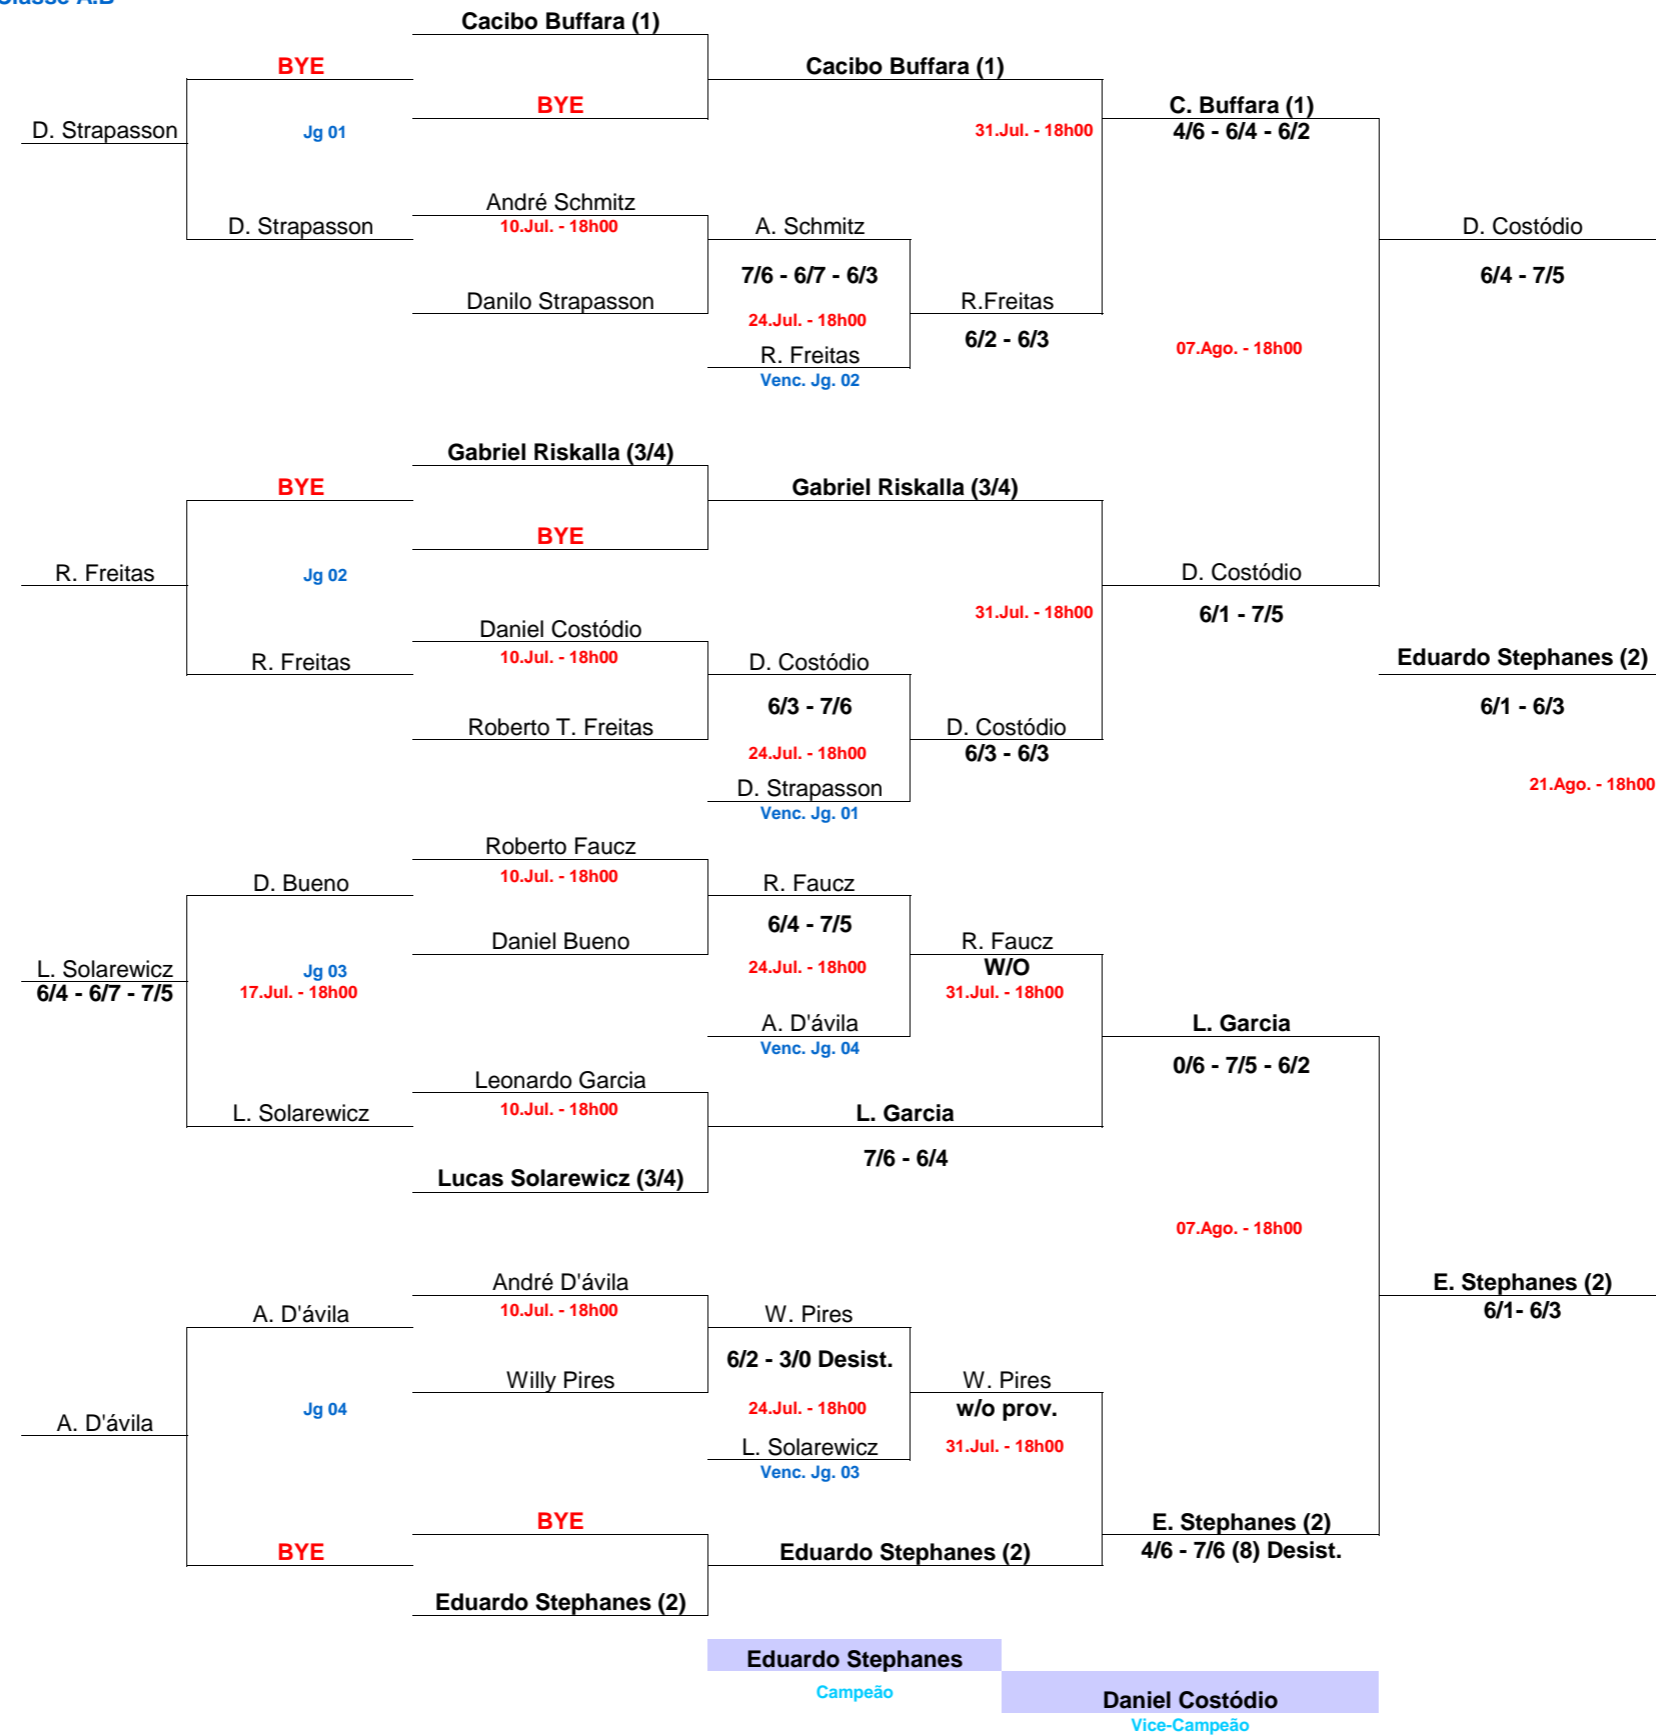 Classe A.B
Cacibo Buffara (1)
BYE
Cacibo Buffara (1)
BYE
C. Buffara (1)
D. Strapasson
Jg 01
31.Jul. - 18h00
4/6 - 6/4 - 6/2
André Schmitz
D. Strapasson
10.Jul. - 18h00
A. Schmitz
D. Costódio
7/6 - 6/7 - 6/3
6/4 - 7/5
Danilo Strapasson
R.Freitas
24.Jul. - 18h00
6/2 - 6/3
R. Freitas
07.Ago. - 18h00
Venc. Jg. 02
Gabriel Riskalla (3/4)
BYE
Gabriel Riskalla (3/4)
BYE
R. Freitas
Jg 02
D. Costódio
31.Jul. - 18h00
6/1 - 7/5
Daniel Costódio
R. Freitas
10.Jul. - 18h00
D. Costódio
Eduardo Stephanes (2)
6/3 - 7/6
6/1 - 6/3
Roberto T. Freitas
D. Costódio
24.Jul. - 18h00
6/3 - 6/3
D. Strapasson
21.Ago. - 18h00
Venc. Jg. 01
Roberto Faucz
D. Bueno
10.Jul. - 18h00
R. Faucz
6/4 - 7/5
Daniel Bueno
R. Faucz
L. Solarewicz
Jg 03
24.Jul. - 18h00
W/O
6/4 - 6/7 - 7/5
17.Jul. - 18h00
31.Jul. - 18h00
A. D'ávila
L. Garcia
Venc. Jg. 04
0/6 - 7/5 - 6/2
Leonardo Garcia
L. Solarewicz
10.Jul. - 18h00
L. Garcia
7/6 - 6/4
Lucas Solarewicz (3/4)
07.Ago. - 18h00
André D'ávila
E. Stephanes (2)
A. D'ávila
10.Jul. - 18h00
W. Pires
6/1- 6/3
6/2 - 3/0 Desist.
Willy Pires
W. Pires
A. D'ávila
Jg 04
24.Jul. - 18h00
w/o prov.
L. Solarewicz
31.Jul. - 18h00
Venc. Jg. 03
BYE
E. Stephanes (2)
BYE
Eduardo Stephanes (2)
4/6 - 7/6 (8) Desist.
Eduardo Stephanes (2)
Eduardo Stephanes
Campeão
Daniel Costódio
Vice-Campeão